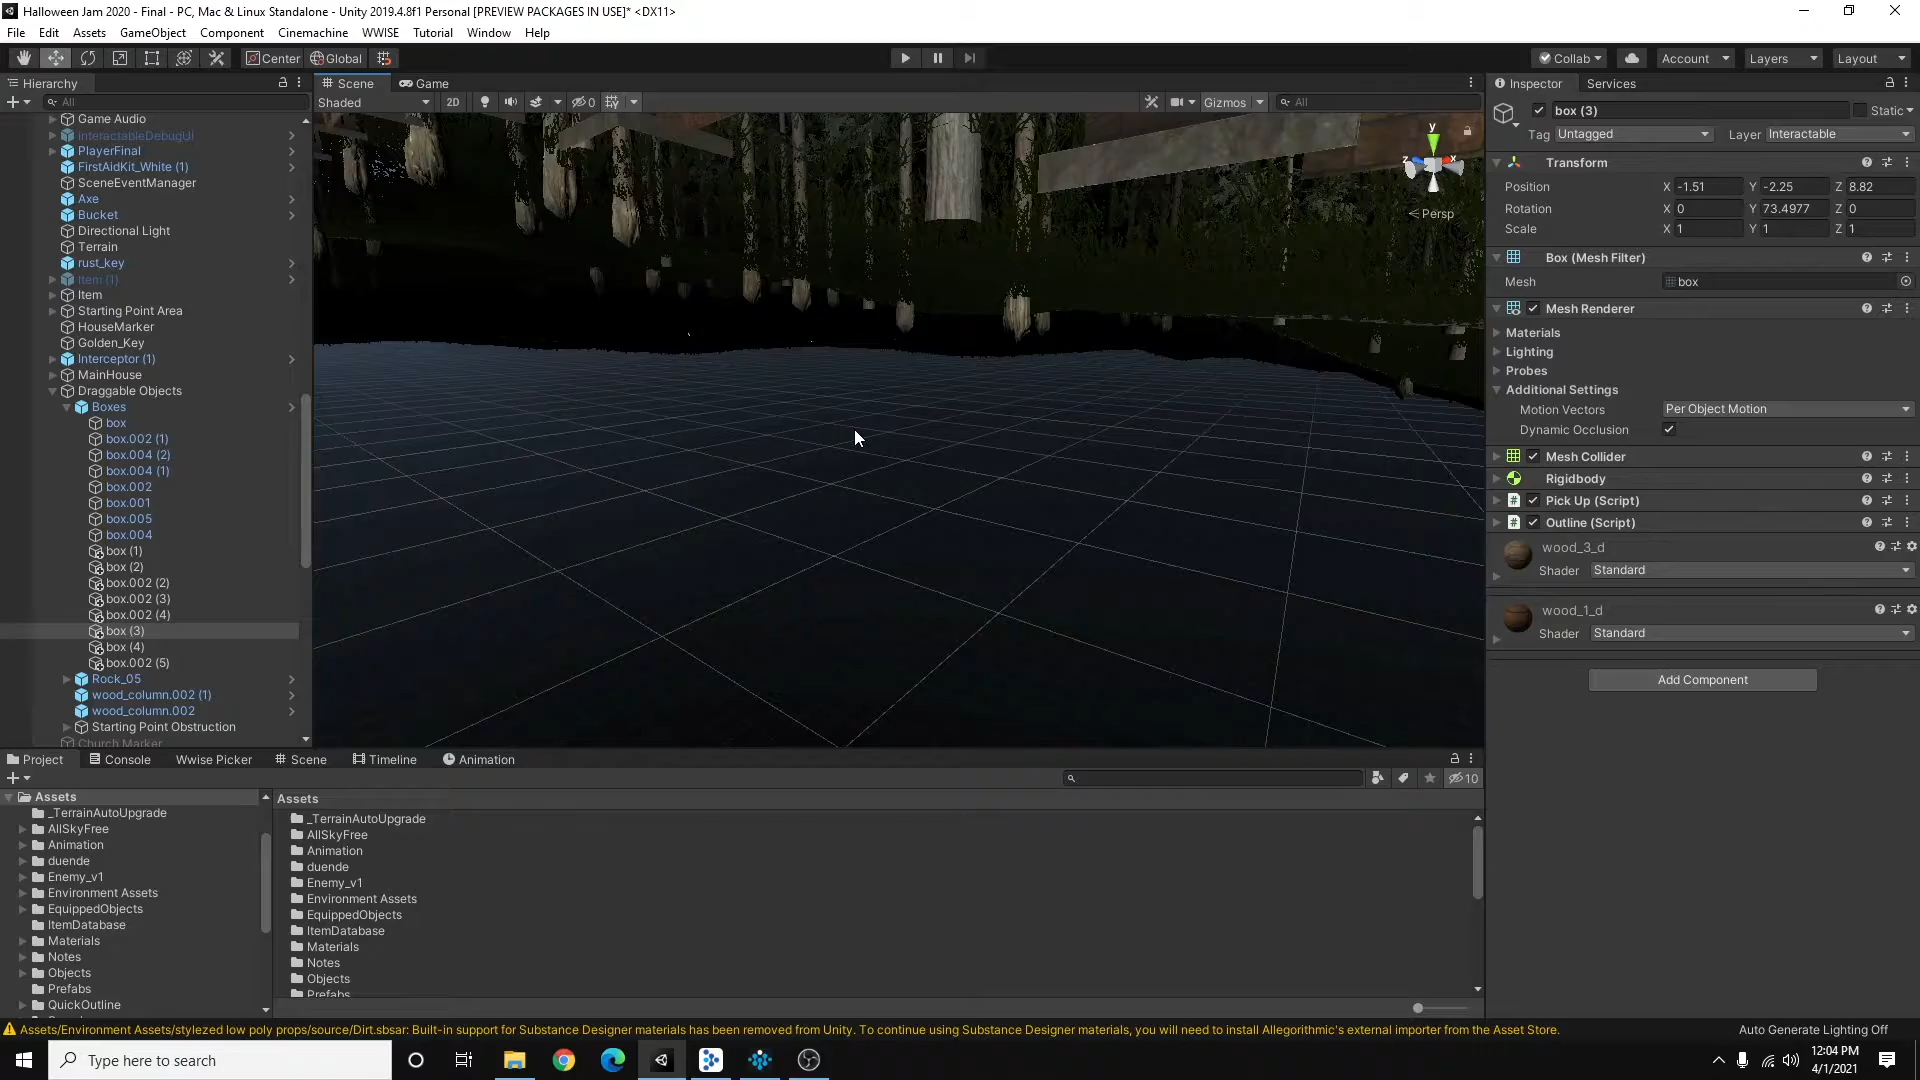 Halloween Jam 2020 - Final - PC, Mac & Linux Standalone - Unity 2019.4.8f1 Personal [PREVIEW PACKAGES IN USE]* <DX11>
File Edit Assets GameObject Component Cinemachine WWISE Tutorial Window Help
Center Global Collab Account Layers Layout
Hierarchy
All
Game Audio
interactableDebugUI
PlayerFinal
FirstAidKit_White (1)
SceneEventManager
Axe
Bucket
Directional Light
Terrain
rust_key
Item (1)
Item
Starting Point Area
HouseMarker
Golden_Key
Interceptor (1)
MainHouse
Draggable Objects
Boxes
box
box.002 (1)
box.004 (2)
box.004 (1)
box.002
box.001
box.005
box.004
box (1)
box (2)
box.002 (2)
box.002 (3)
box.002 (4)
box (3)
box (4)
box.002 (5)
Rock_05
wood_column.002 (1)
wood_column.002
Starting Point Obstruction
Church Marker
Scene Game
Shaded 2D 0 Gizmos All
y
z x
Persp
Inspector Services
box (3) Static
Tag Untagged Layer Interactable
Transform
Position X -1.51 Y -2.25 Z 8.82
Rotation X 0 Y 73.4977 Z 0
Scale X 1 Y 1 Z 1
Box (Mesh Filter)
Mesh box
Mesh Renderer
Materials
Lighting
Probes
Additional Settings
Motion Vectors Per Object Motion
Dynamic Occlusion
Mesh Collider
Rigidbody
Pick Up (Script)
Outline (Script)
wood_3_d
Shader Standard
wood_1_d
Shader Standard
Add Component
Project Console Wwise Picker Scene Timeline Animation
10
Assets
_TerrainAutoUpgrade
AllSkyFree
Animation
duende
Enemy_v1
Environment Assets
EquippedObjects
ItemDatabase
Materials
Notes
Objects
Prefabs
QuickOutline
Assets
_TerrainAutoUpgrade
AllSkyFree
Animation
duende
Enemy_v1
Environment Assets
EquippedObjects
ItemDatabase
Materials
Notes
Objects
Prefabs
Assets/Environment Assets/stylezed low poly props/source/Dirt.sbsar: Built-in support for Substance Designer materials has been removed from Unity. To continue using Substance Designer materials, you will need to install Allegorithmic's external importer from the Asset Store.
Auto Generate Lighting Off
Type here to search
12:04 PM
4/1/2021